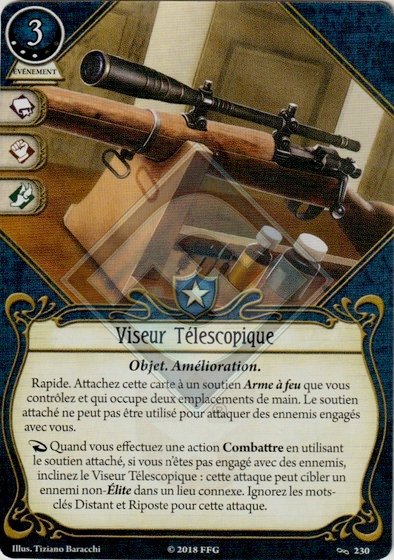 3
ÉVÉNEMENT
Viseur Télescopique
Objet. Amélioration.
Rapide. Attachez cette carte à un soutien Arme à feu que vous
contrôlez et qui occupe deux emplacements de main. Le soutien
attaché ne peut pas être utilisé pour attaquer des ennemis engagés
avec vous.
Quand vous effectuez une action Combattre en utilisant
le soutien attaché, si vous n'êtes pas engagé avec des ennemis,
inclinez le Viseur Télescopique : cette attaque peut cibler un
ennemi non-Élite dans un lieu connexe. Ignorez les mots-
clés Distant et Riposte pour cette attaque.
Illus. Tiziano Baracchi © 2018 FFG 230